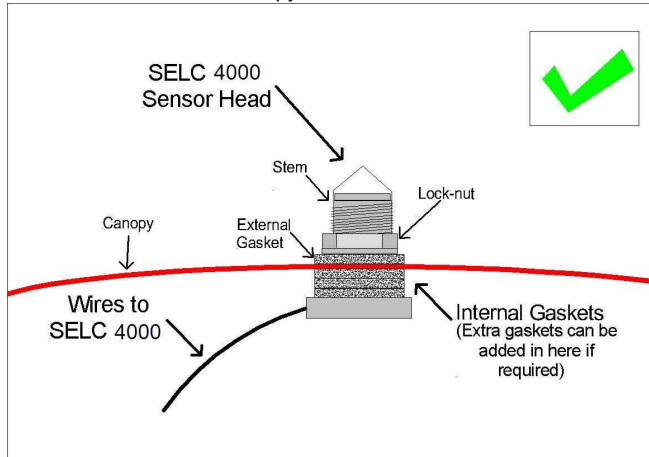 SELC 4000
Sensor Head
Stem
Lock-nut
External
Gasket
Canopy
Wires to
SELC 4000
Internal Gaskets
(Extra gaskets can be
added in here if
required)